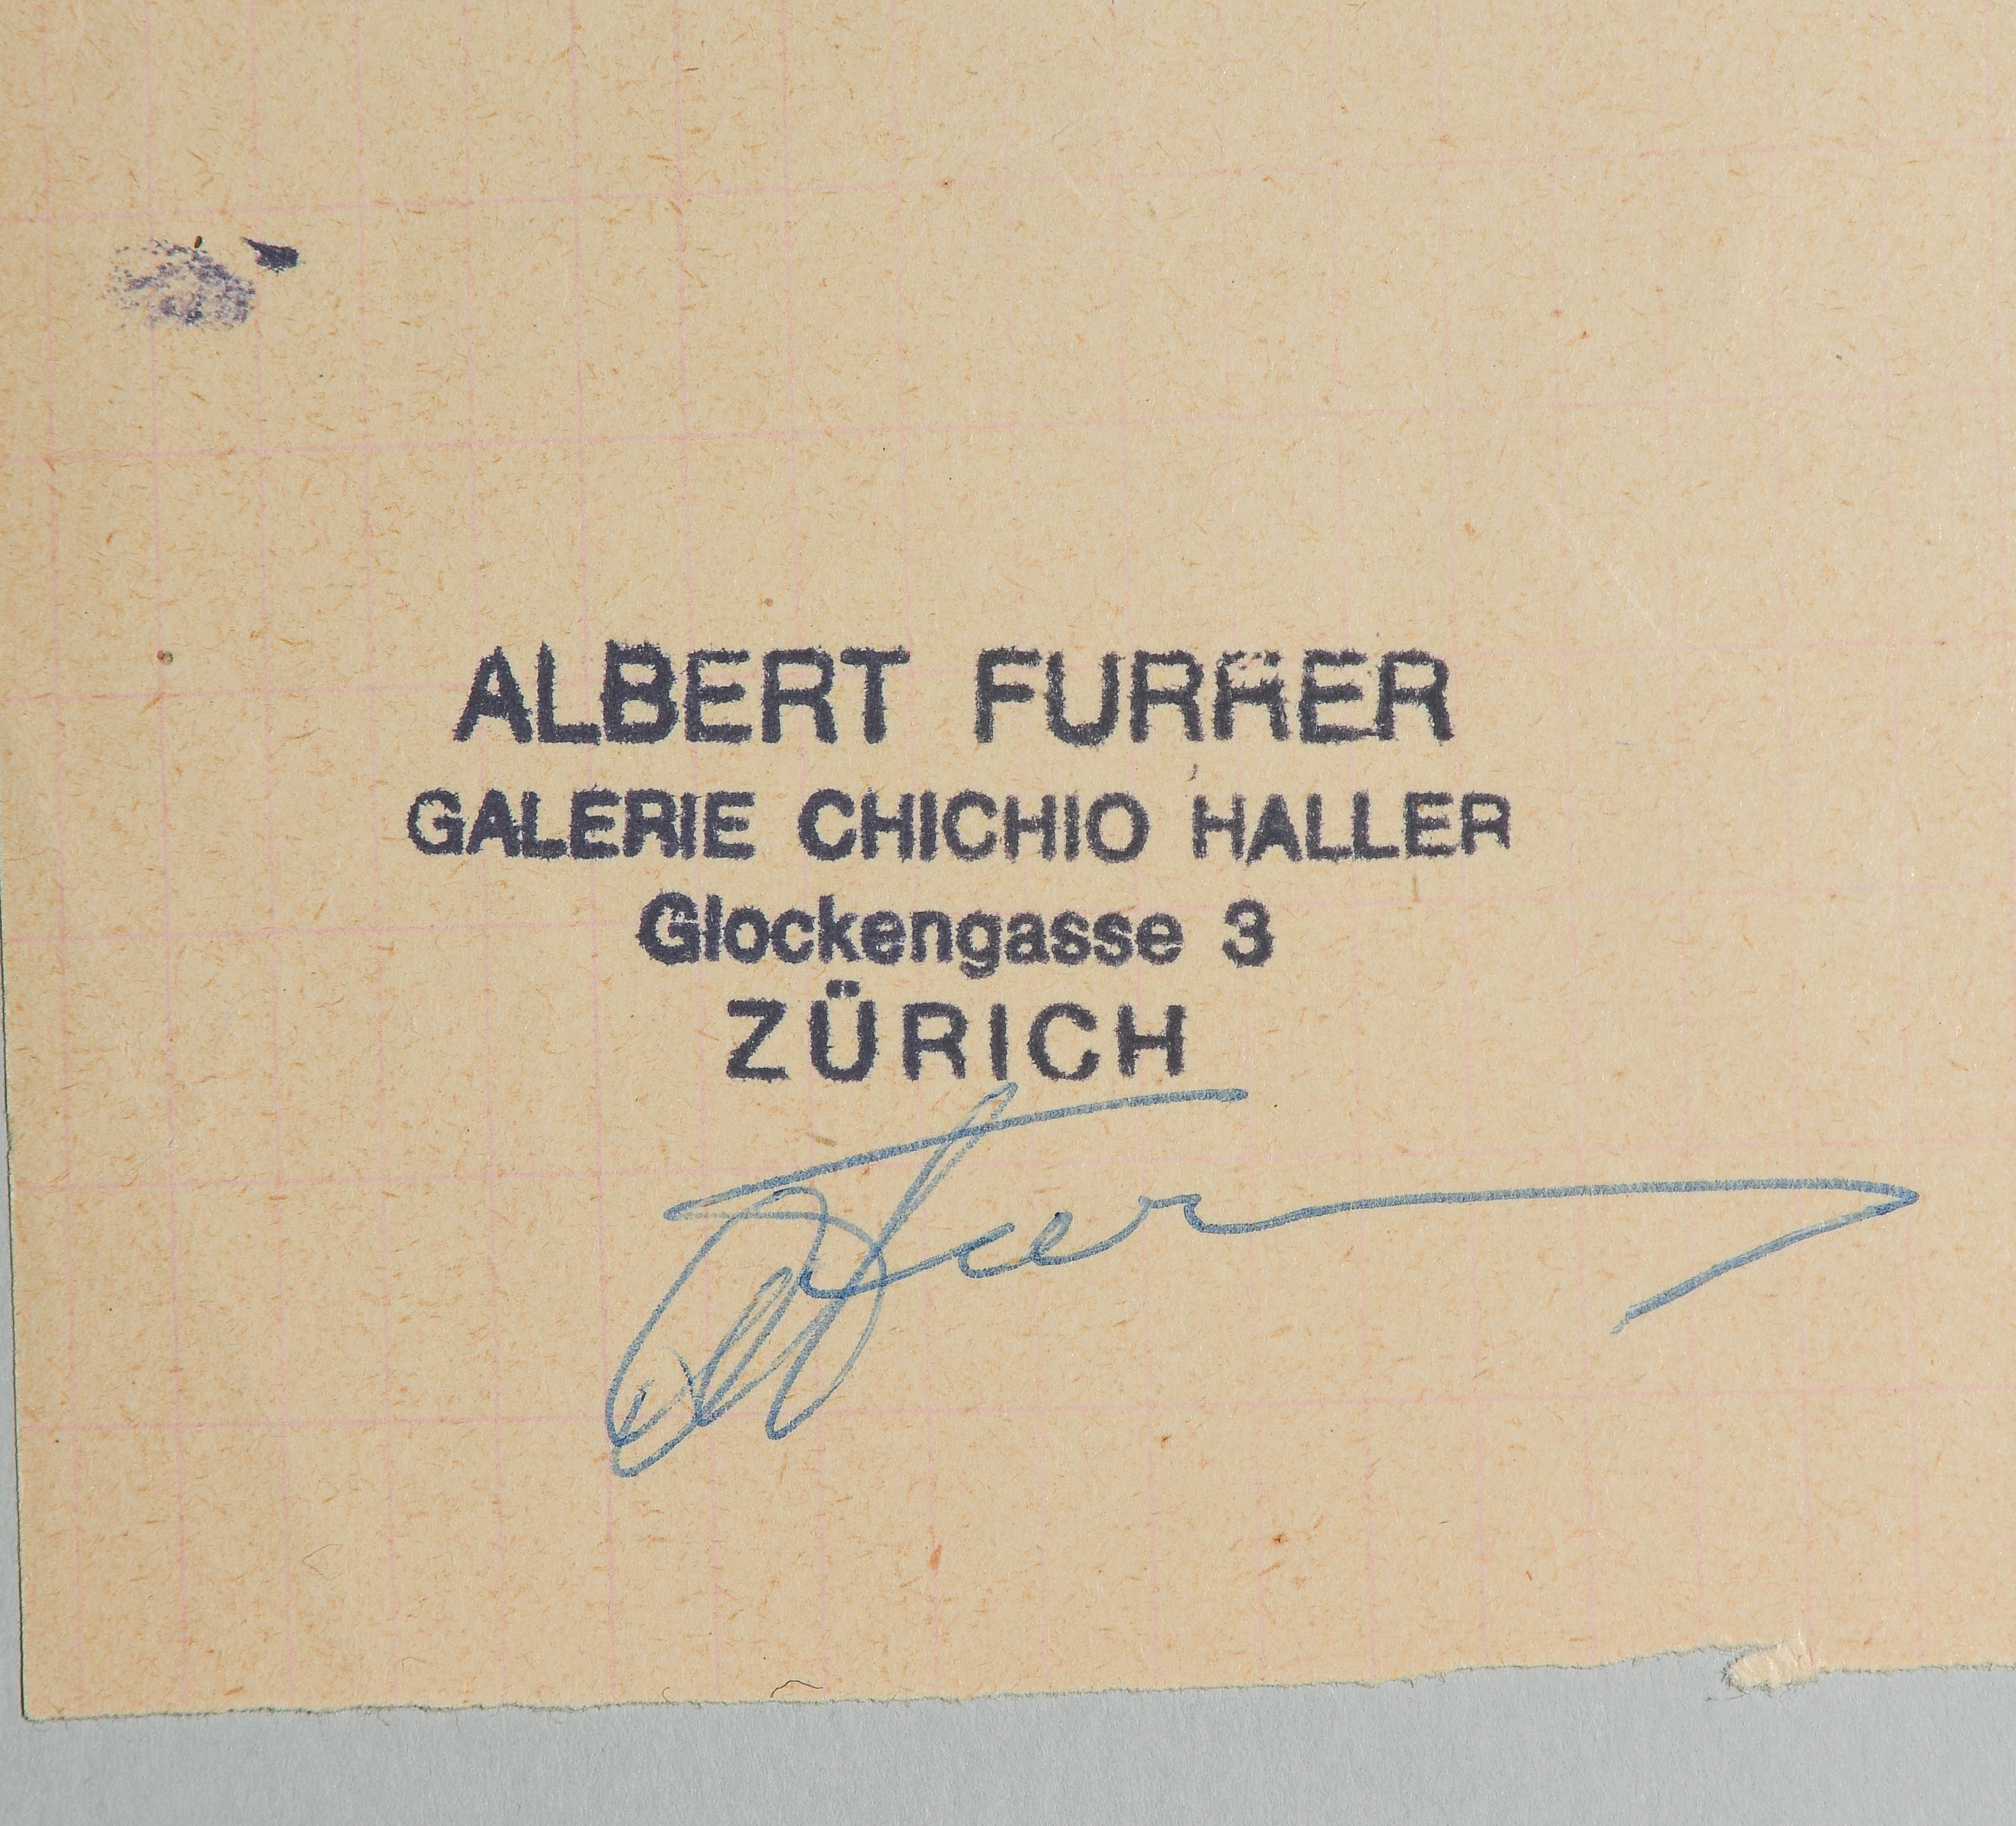 ALBERT FURRER
GALERIE CHICHIO HALLER
Glockengasse 3
ZÜRICH